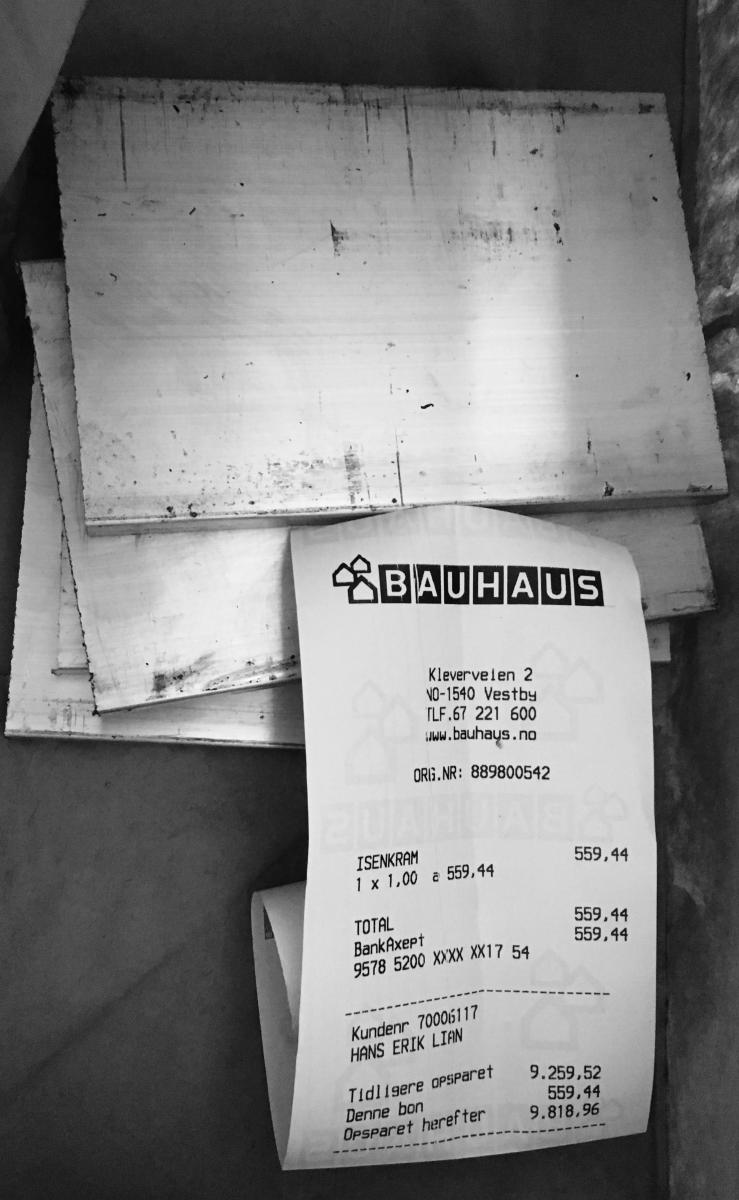 BAUHAUS
Kleverveien 2
NO-1540 Vestby
TLF.67 221 600
www.bauhaus.no
ORG.NR: 889800542
ISENKRAM 559,44
1 x 1,00 a 559,44
TOTAL 559,44
BankAxept 559,44
9578 5200 XXXX XX17 54
Kundenr 70006117
HANS ERIK LIAN
Tidligere opsparet 9.259,52
Denne bon 559,44
Opsparet herefter 9.818,96